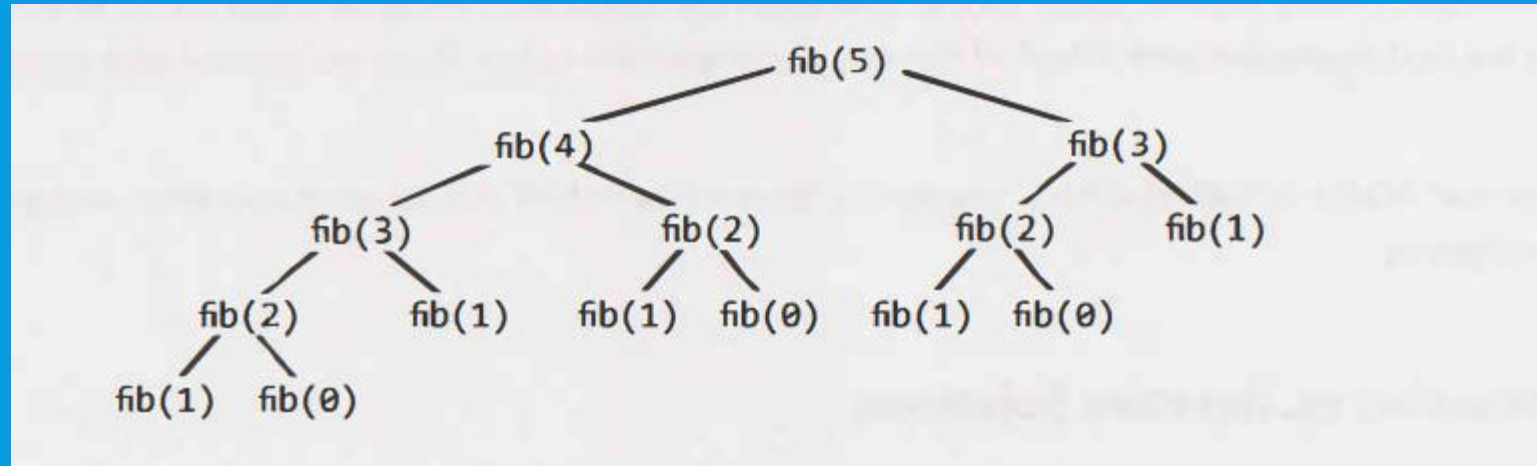 fib(5)
fib(4) fib(3)
fib(3) fib(2) fib(2) fib(1)
fib(2) fib(1) fib(1) fib(0) fib(1) fib(0)
fib(1) fib(0)